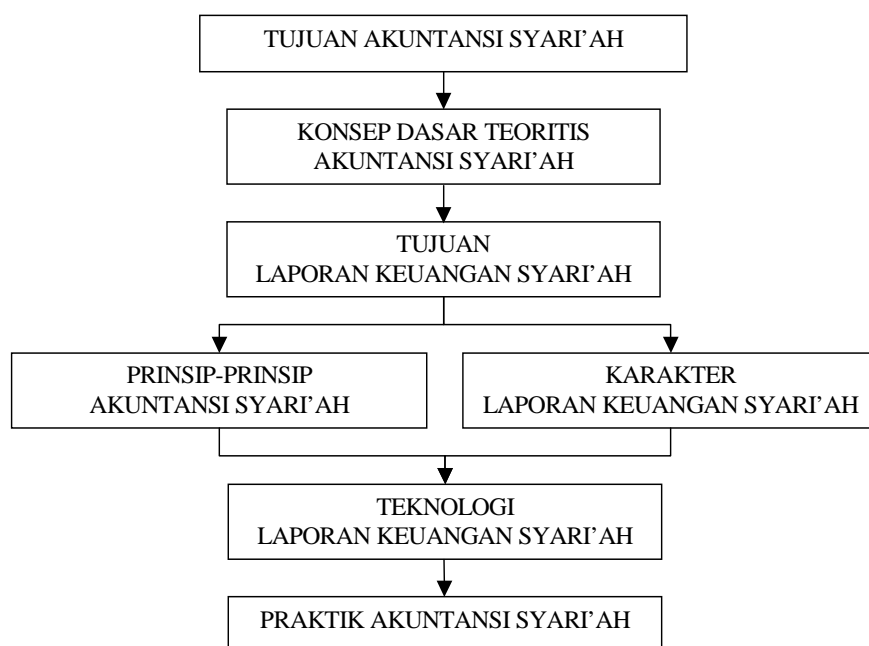 TUJUAN AKUNTANSI SYARI’AH
KONSEP DASAR TEORITIS
AKUNTANSI SYARI’AH
TUJUAN
LAPORAN KEUANGAN SYARI’AH
PRINSIP-PRINSIP
AKUNTANSI SYARI’AH
KARAKTER
LAPORAN KEUANGAN SYARI’AH
TEKNOLOGI
LAPORAN KEUANGAN SYARI’AH
PRAKTIK AKUNTANSI SYARI’AH